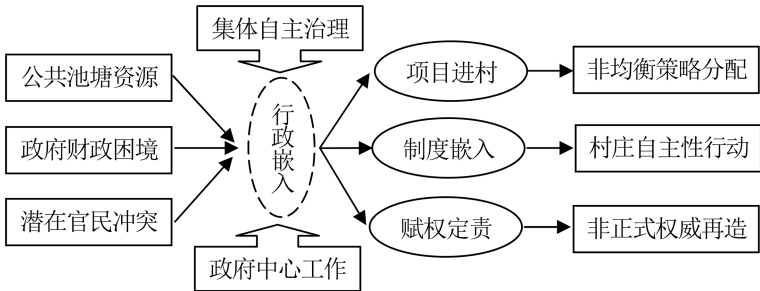 集体自主治理
公共池塘资源
政府财政困境
潜在官民冲突
行政嵌入
政府中心工作
项目进村
制度嵌入
赋权定责
非均衡策略分配
村庄自主性行动
非正式权威再造